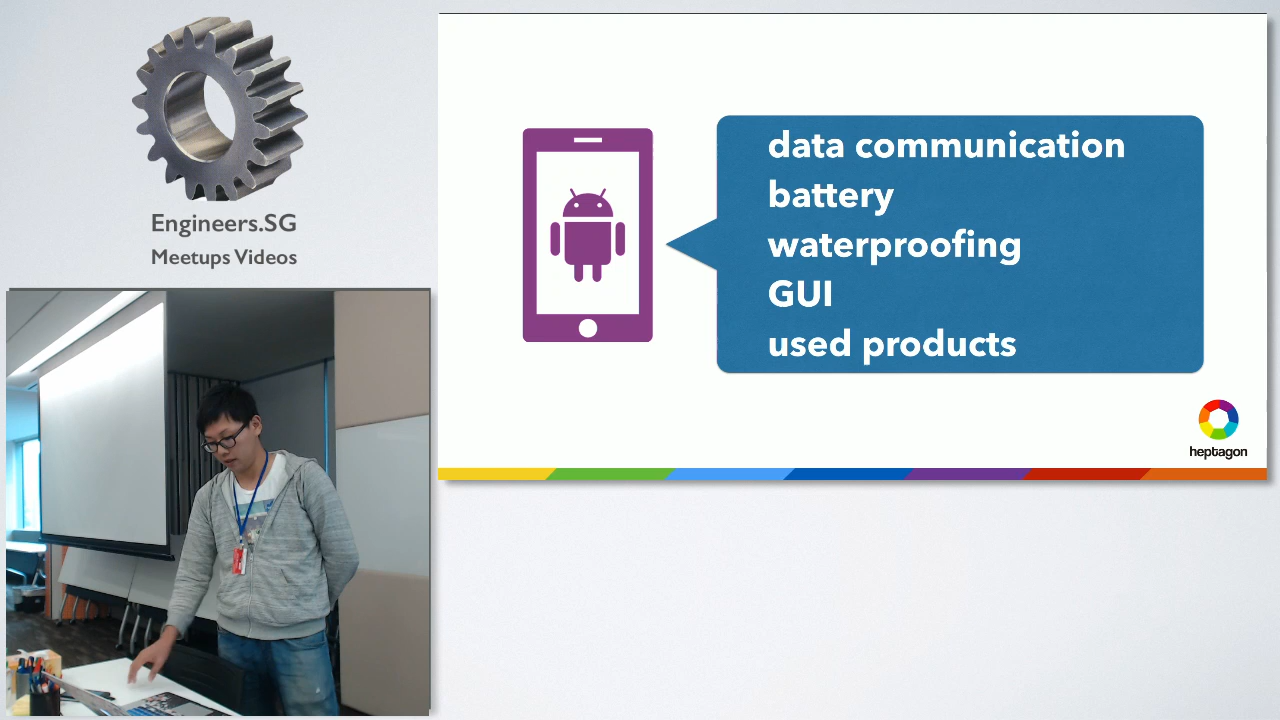 Engineers.SG
Meetups Videos
data communication
battery
waterproofing
GUI
used products
heptagon